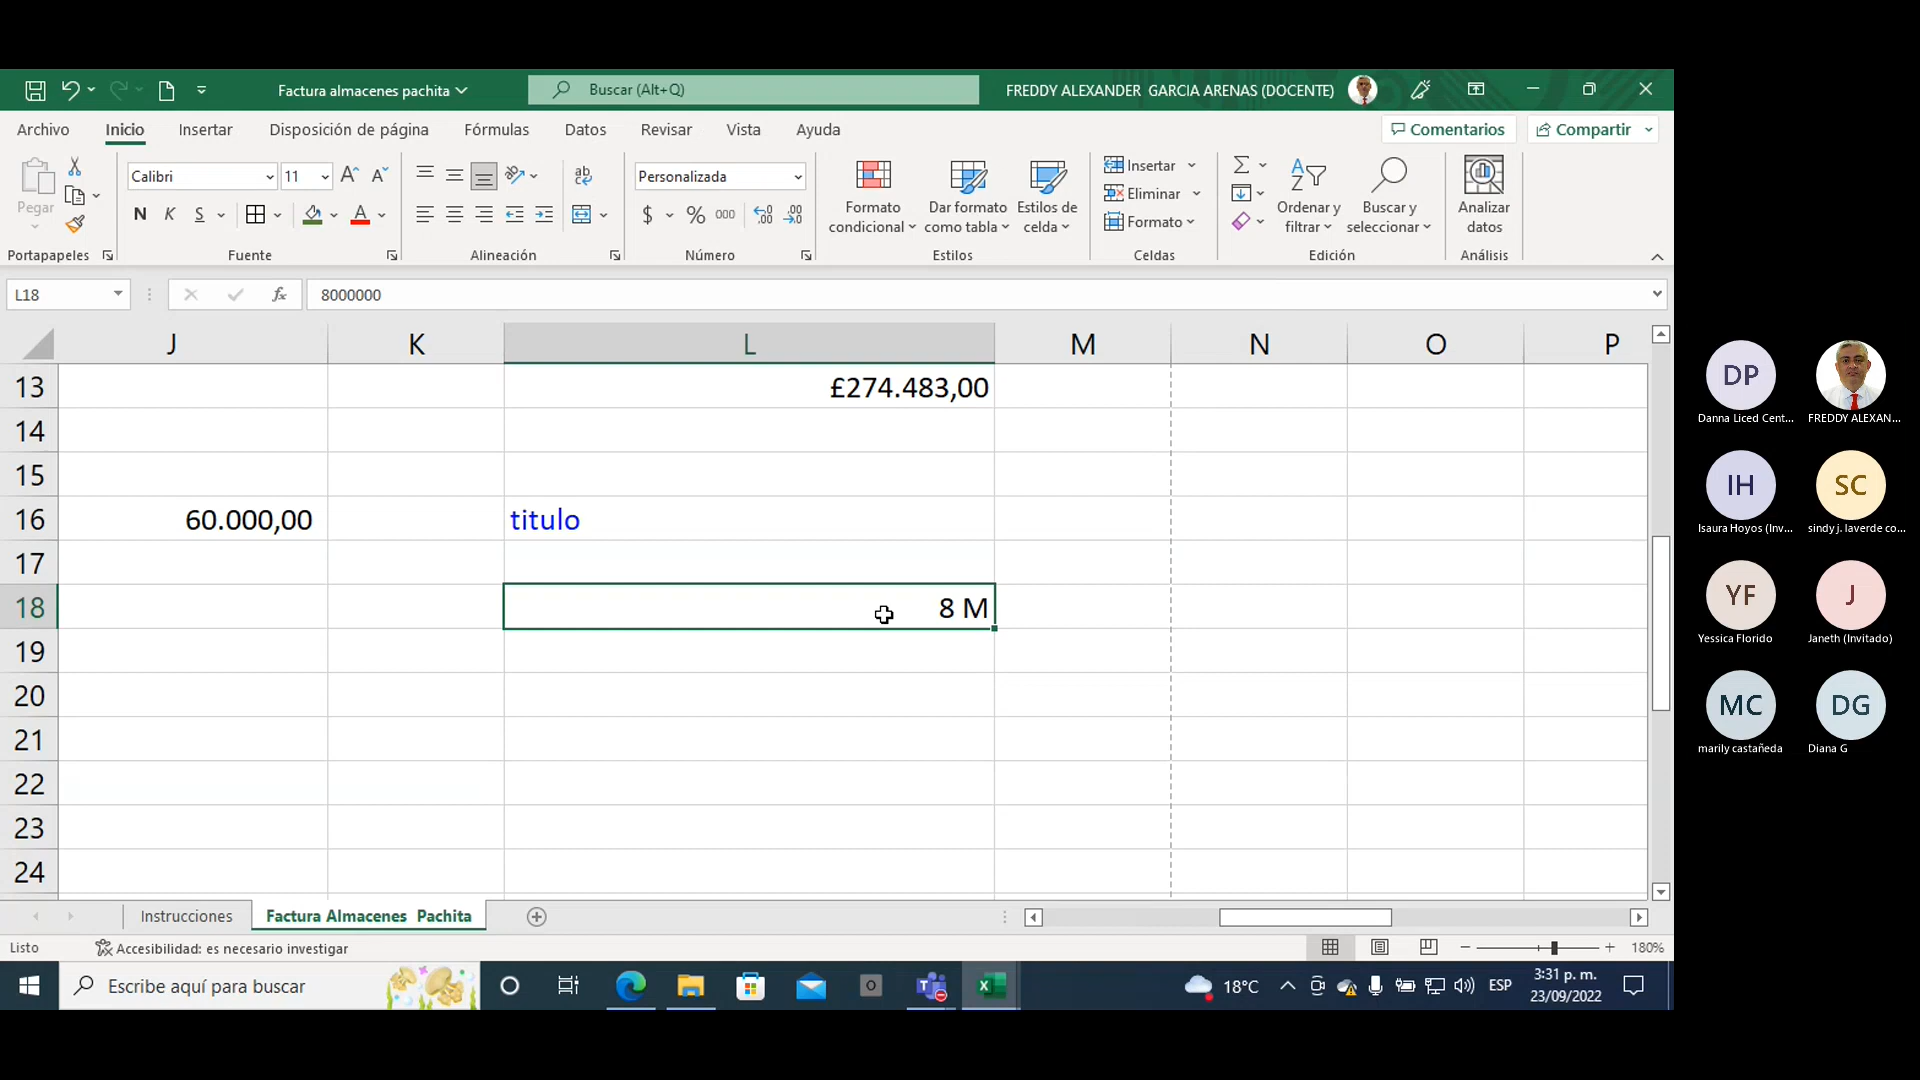 Factura almacenes pachita
Buscar (Alt+Q)
FREDDY ALEXANDER GARCIA ARENAS (DOCENTE)
Archivo Inicio Insertar Disposición de página Fórmulas Datos Revisar Vista Ayuda
Comentarios Compartir
Pegar
Portapapeles
Calibri 11
N K S
Fuente
ab
Alineación
Personalizada
$ % 000
Número
Formato condicional
Dar formato como tabla
Estilos de celda
Estilos
Insertar
Eliminar
Formato
Celdas
Ordenar y filtrar
Buscar y seleccionar
Edición
Analizar datos
Análisis
L18 fx 8000000
J K L M N O P
13 £274.483,00
14
15
16 60.000,00 titulo
17
18 8 M
19
20
21
22
23
24
Instrucciones Factura Almacenes Pachita
Listo Accesibilidad: es necesario investigar 180%
Escribe aquí para buscar
18°C ESP
3:31 p. m.
23/09/2022
DP
Danna Liced Cent...
FREDDY ALEXAN...
IH
Isaura Hoyos (Inv...
SC
sindy j. laverde co...
YF
Yessica Florido
J
Janeth (Invitado)
MC
marily castañeda
DG
Diana G